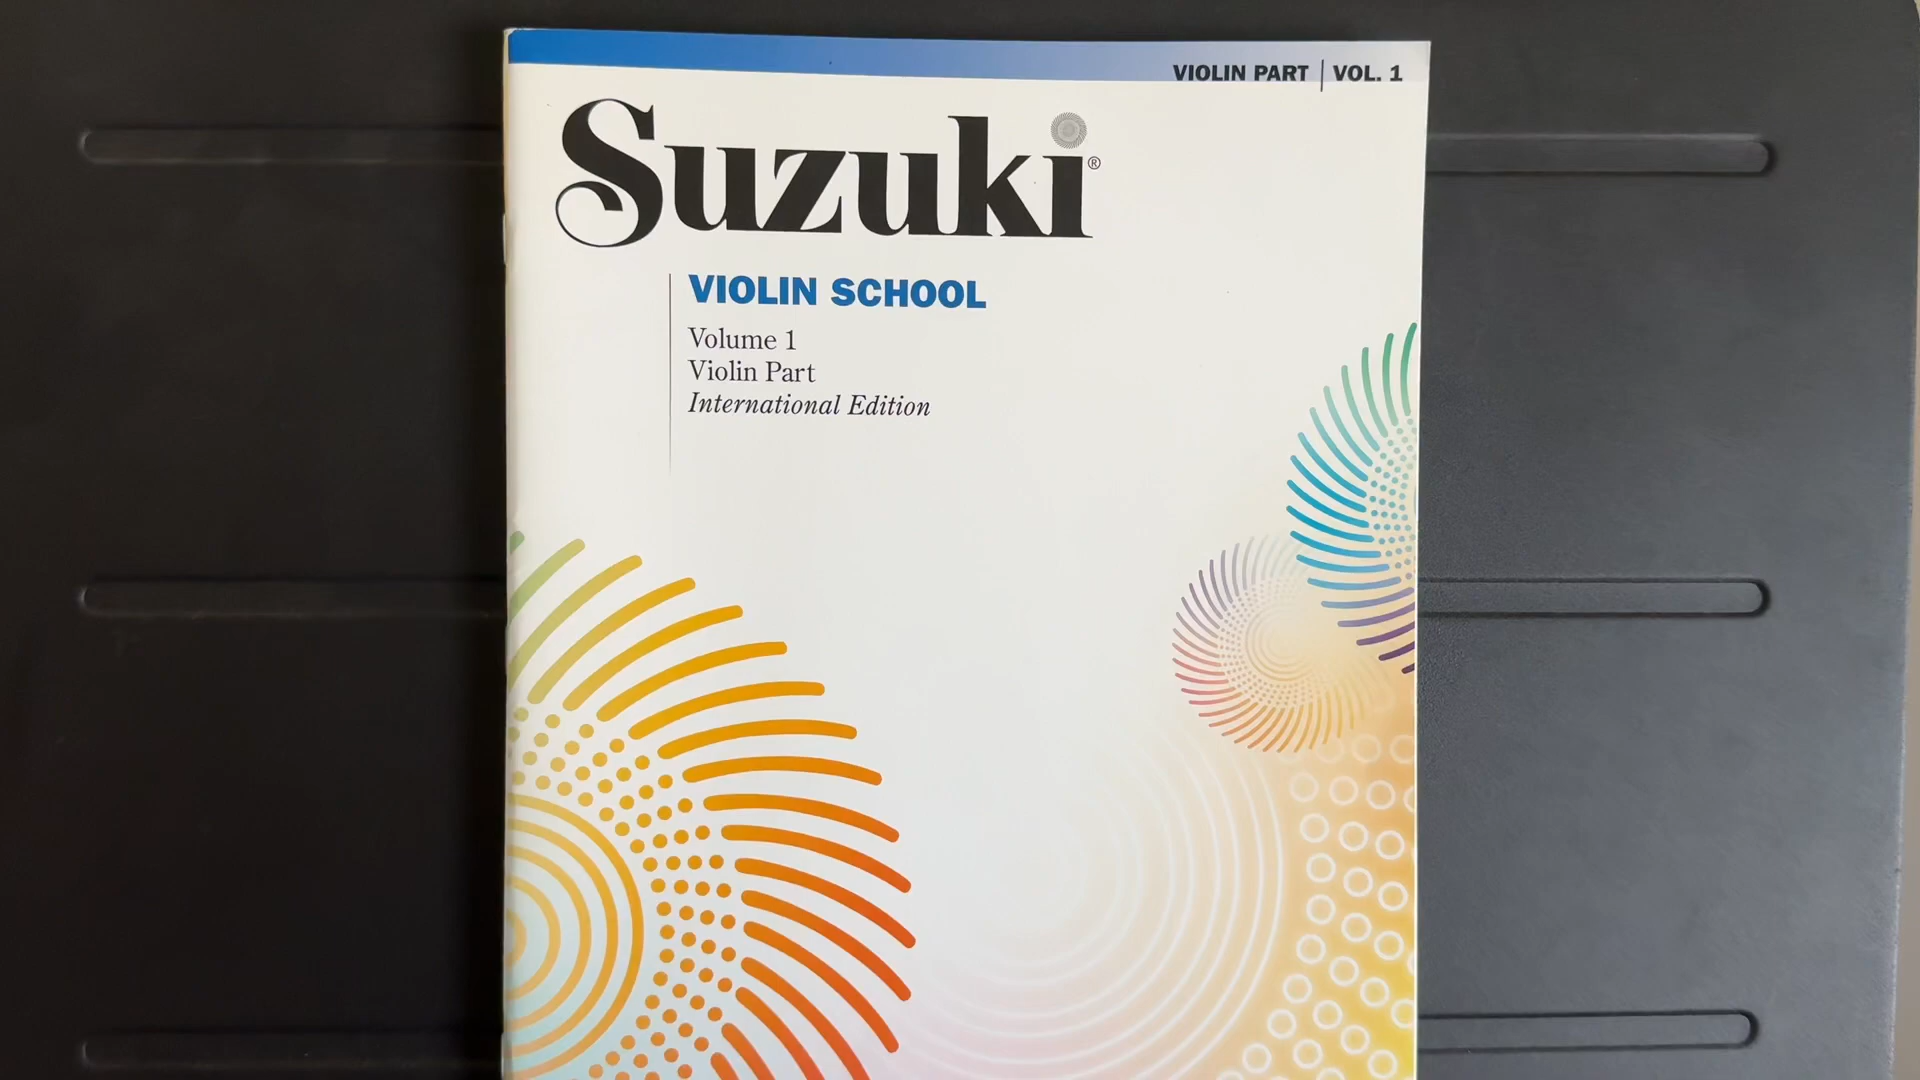 VIOLIN PART | VOL. 1
Suzuki®
VIOLIN SCHOOL
Volume 1
Violin Part
International Edition